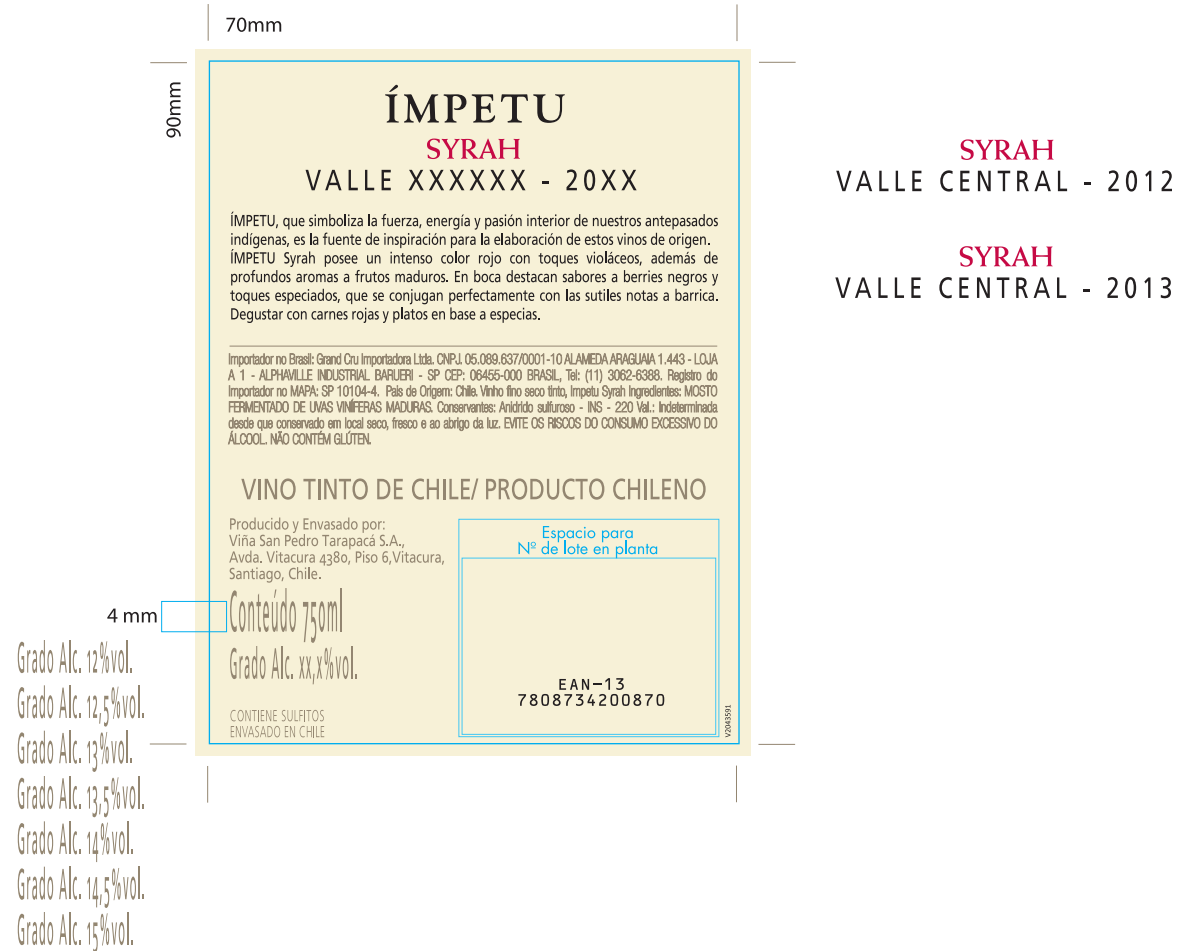 70mm
90mm
ÍMPETU
SYRAH
VALLE XXXXXX - 20XX
ÍMPETU, que simboliza la fuerza, energía y pasión interior de nuestros antepasados
indígenas, es la fuente de inspiración para la elaboración de estos vinos de origen.
ÍMPETU Syrah posee un intenso color rojo con toques violáceos, además de
profundos aromas a frutos maduros. En boca destacan sabores a berries negros y
toques especiados, que se conjugan perfectamente con las sutiles notas a barrica.
Degustar con carnes rojas y platos en base a especias.
Importador no Brasil: Grand Cru Importadora Ltda. CNPJ. 05.089.637/0001-10 ALAMEDA ARAGUAIA 1.443 - LOJA
A 1 - ALPHAVILLE INDUSTRIAL BARUERI - SP CEP: 06455-000 BRASIL, Tel: (11) 3062-6388. Registro do
Importador no MAPA: SP 10104-4. País de Origem: Chile. Vinho fino seco tinto, Impetu Syrah Ingredientes: MOSTO
FERMENTADO DE UVAS VINÍFERAS MADURAS. Conservantes: Anidrido sulfuroso - INS - 220 Val.: Indeterminada
desde que conservado em local seco, fresco e ao abrigo da luz. EVITE OS RISCOS DO CONSUMO EXCESSIVO DO
ÁLCOOL. NÃO CONTÉM GLÚTEN.
VINO TINTO DE CHILE/ PRODUCTO CHILENO
Producido y Envasado por:
Viña San Pedro Tarapacá S.A.,
Avda. Vitacura 4380, Piso 6,Vitacura,
Santiago, Chile.
4 mm
Conteúdo 750ml
Grado Alc. xx,x%vol.
CONTIENE SULFITOS
ENVASADO EN CHILE
Espacio para
Nº de lote en planta
EAN-13
7808734200870
V2043591
SYRAH
VALLE CENTRAL - 2012
SYRAH
VALLE CENTRAL - 2013
Grado Alc. 12%vol.
Grado Alc. 12,5%vol.
Grado Alc. 13%vol.
Grado Alc. 13,5%vol.
Grado Alc. 14%vol.
Grado Alc. 14,5%vol.
Grado Alc. 15%vol.